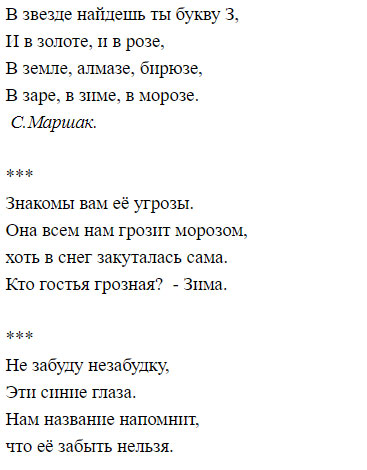 В звезде найдешь ты букву З,
И в золоте, и в розе,
В земле, алмазе, бирюзе,
В заре, в зиме, в морозе.
С.Маршак.
***
Знакомы вам её угрозы.
Она всем нам грозит морозом,
хоть в снег закуталась сама.
Кто гостья грозная?  - Зима.
***
Не забуду незабудку,
Эти синие глаза.
Нам название напомнит,
что её забыть нельзя.